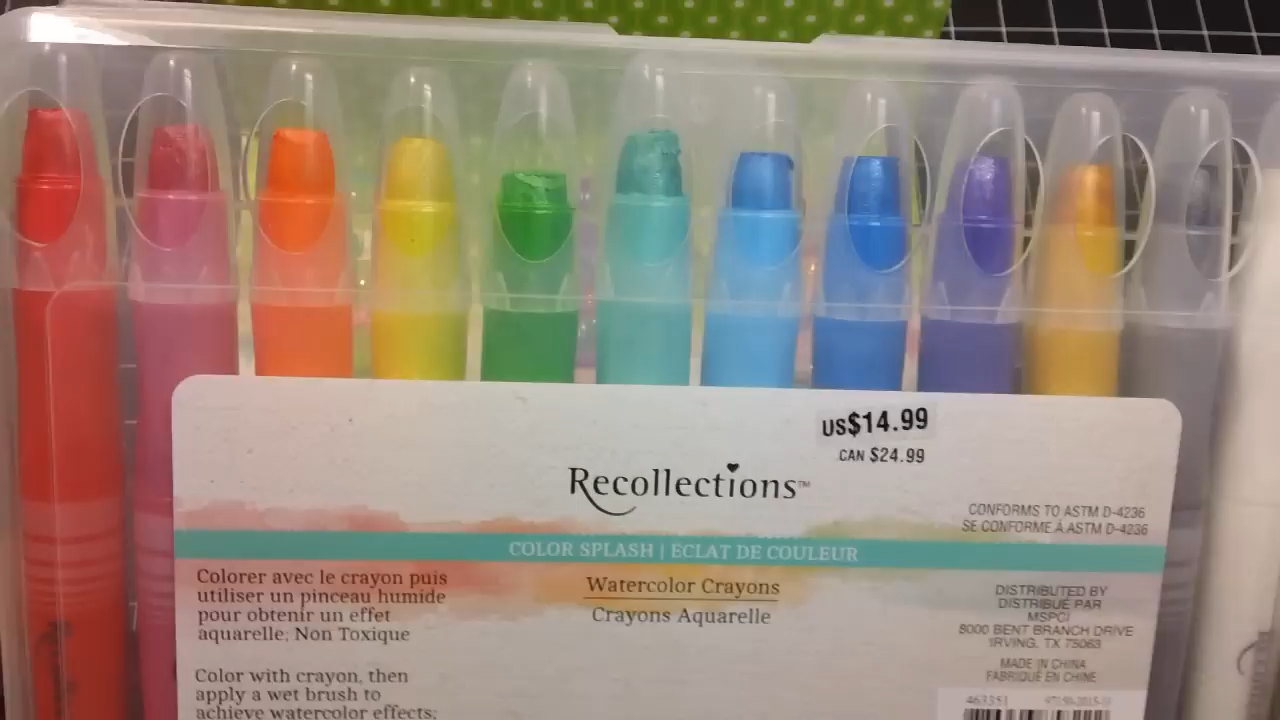 US$14.99
CAN $24.99
Recollections™
CONFORMS TO ASTM D-4236
SE CONFORME À ASTM D-4236
COLOR SPLASH | ÉCLAT DE COULEUR
Colorer avec le crayon puis
utiliser un pinceau humide
pour obtenir un effet
aquarelle; Non Toxique
Watercolor Crayons
Crayons Aquarelle
DISTRIBUTED BY
DISTRIBUÉ PAR
MSPCI
8000 BENT BRANCH DRIVE
IRVING, TX 75063
MADE IN CHINA
FABRIQUÉ EN CHINE
Color with crayon, then
apply a wet brush to
achieve watercolor effects;
463351